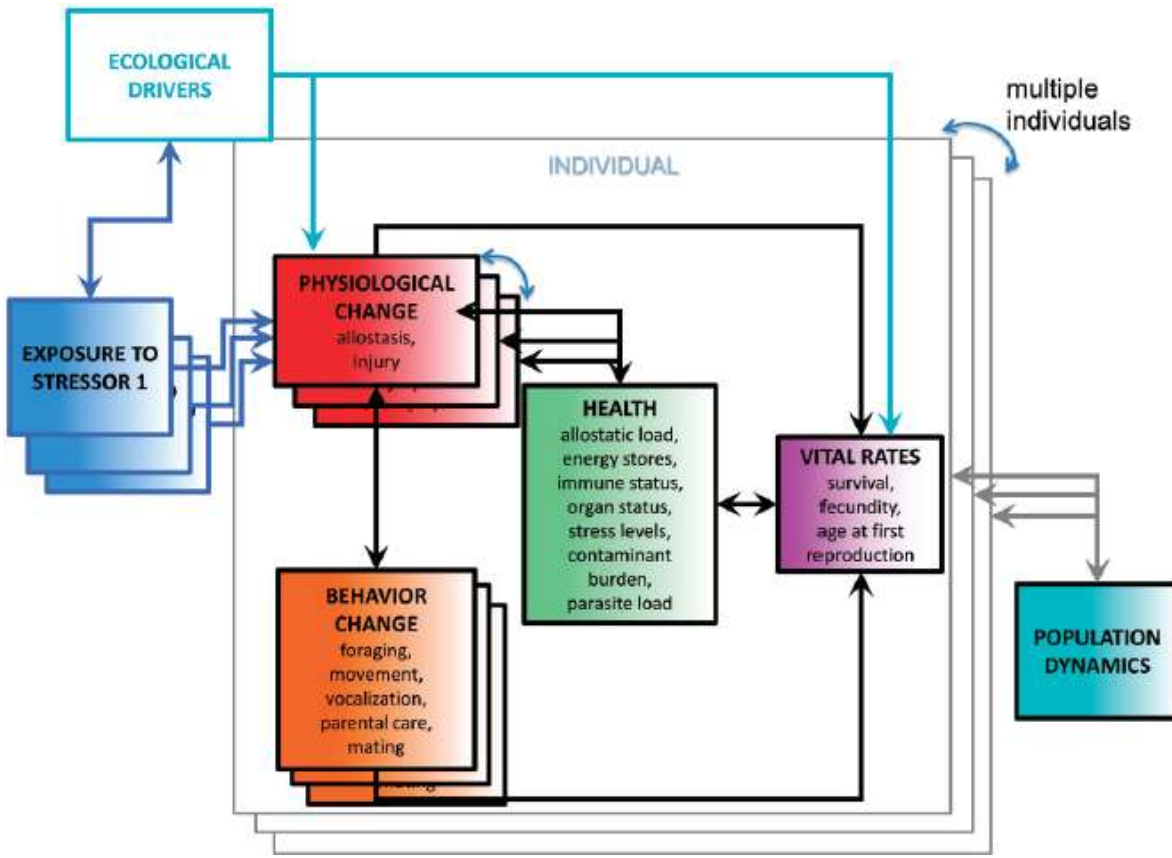 ECOLOGICAL
DRIVERS
multiple
individuals
INDIVIDUAL
PHYSIOLOGICAL
CHANGE
allostasis,
injury
EXPOSURE TO
STRESSOR 1
HEALTH
allostatic load,
energy stores,
immune status,
organ status,
stress levels,
contaminant
burden,
parasite load
VITAL RATES
survival,
fecundity,
age at first
reproduction
BEHAVIOR
CHANGE
foraging,
movement,
vocalization,
parental care,
mating
POPULATION
DYNAMICS